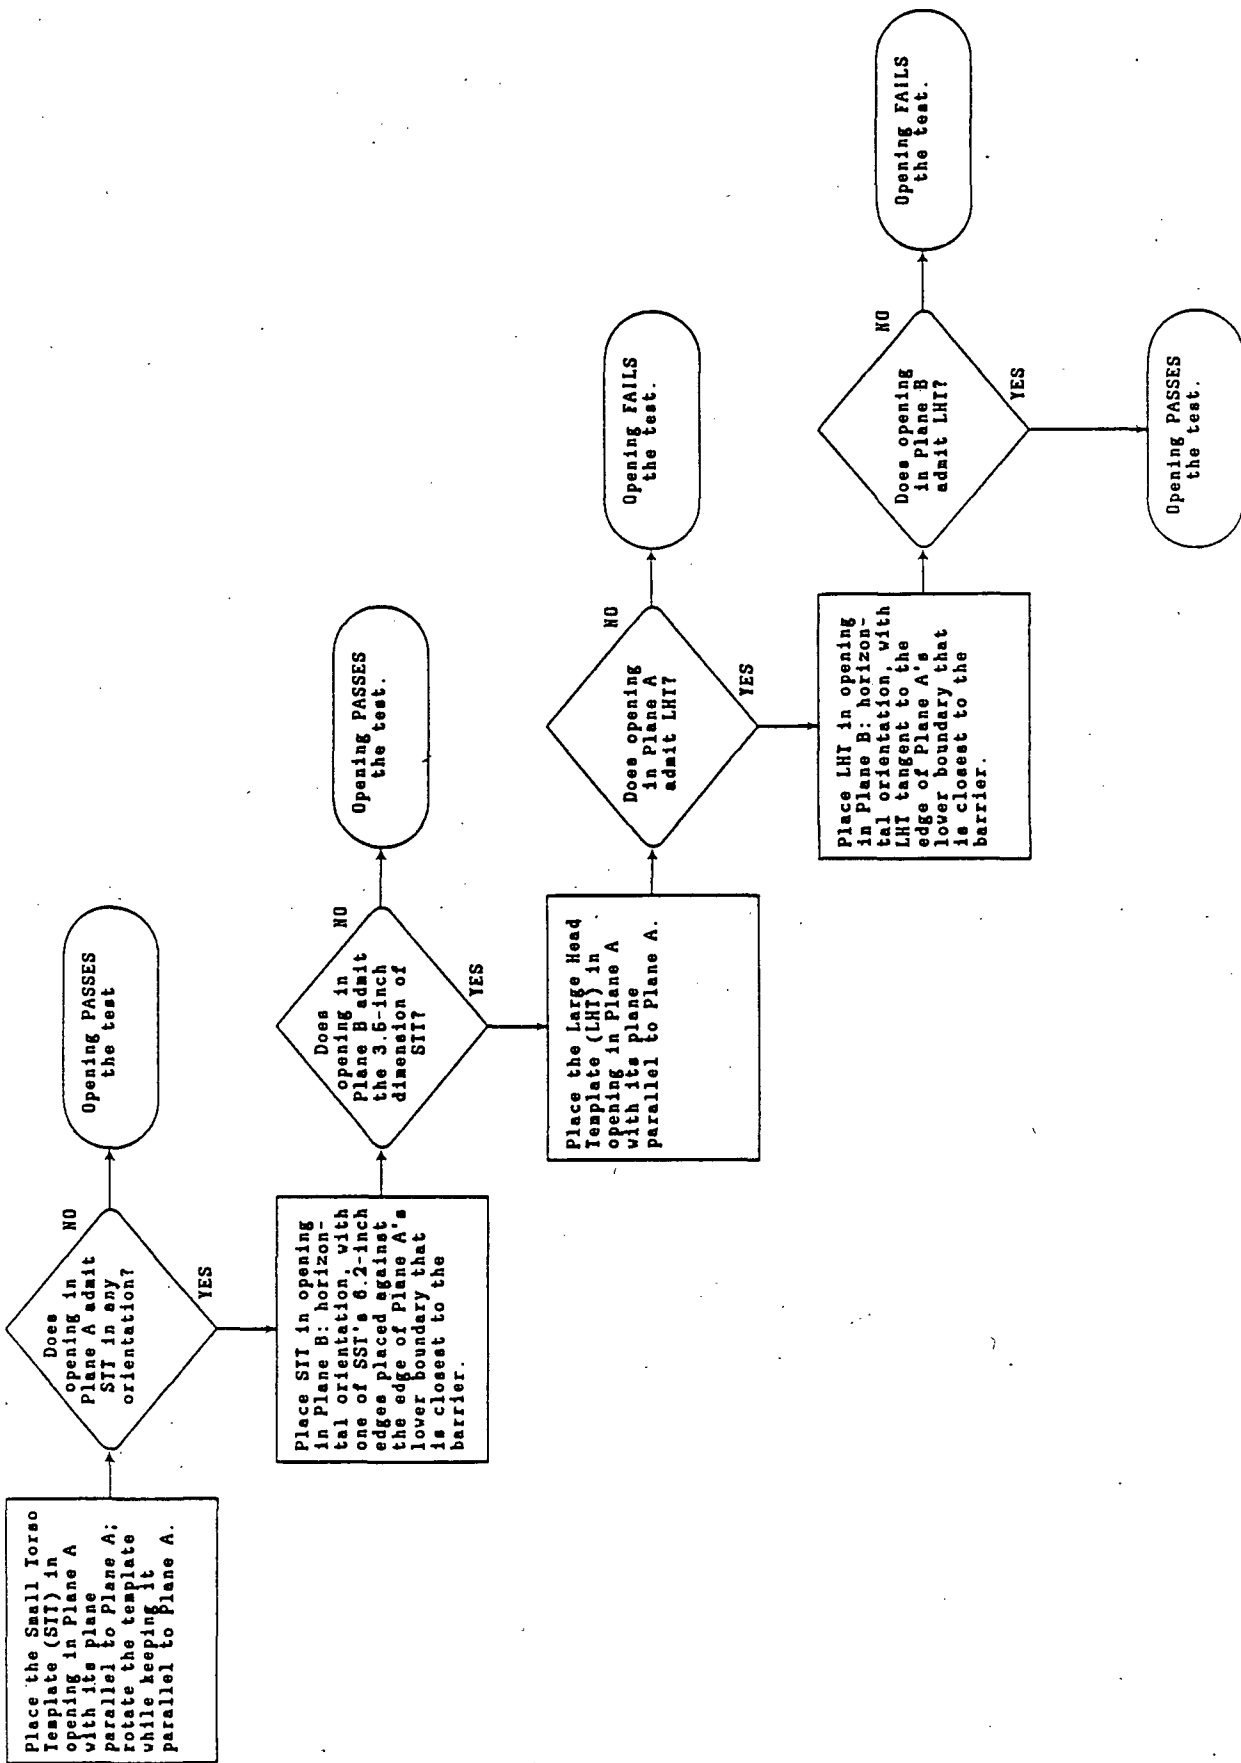 Place the Small Torso
Template (STT) in
opening in Plane A
with its plane
parallel to Plane A;
rotate the template
while keeping it
parallel to Plane A.
Does
opening in
Plane A admit
STT in any
orientation?
NO
Opening PASSES
the test
YES
Place STT in opening
in Plane B: horizon-
tal orientation, with
one of SST's 6.2-inch
edges placed against
the edge of Plane A's
lower boundary that
is closest to the
barrier.
Does
opening in
Plane B admit
the 3.5-inch
dimension of
STT?
NO
Opening PASSES
the test.
YES
Place the Large Head
Template (LHT) in
opening in Plane A
with its plane
parallel to Plane A.
Does opening
in Plane A
admit LHT?
NO
Opening FAILS
the test.
YES
Place LHT in opening
in Plane B: horizon-
tal orientation, with
LHT tangent to the
edge of Plane A's
lower boundary that
is closest to the
barrier.
Does opening
in Plane B
admit LHT?
NO
Opening FAILS
the test.
YES
Opening PASSES
the test.